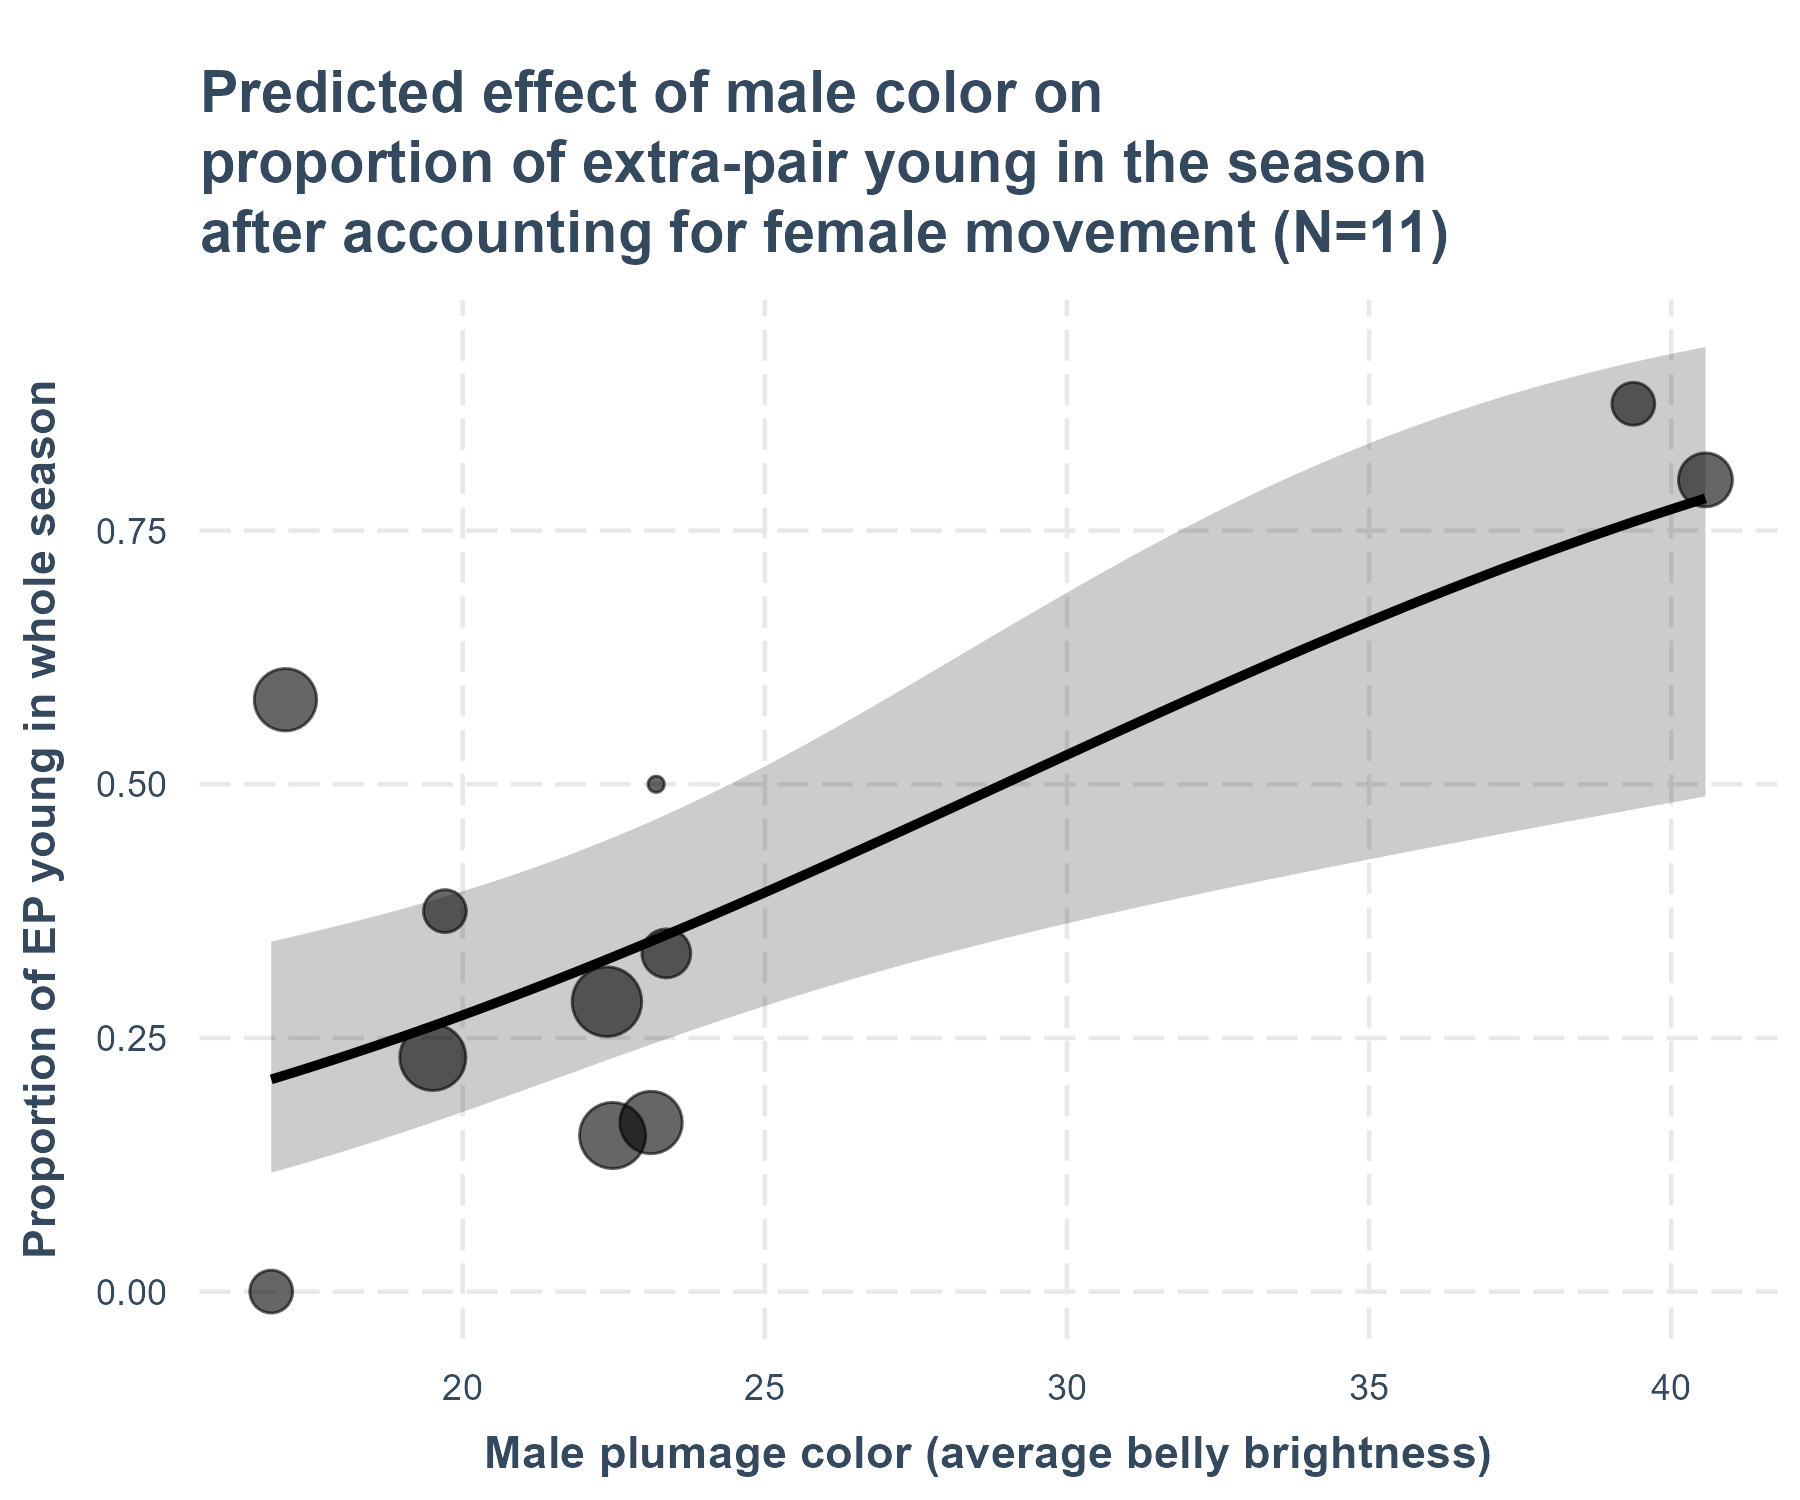 Predicted effect of male color on
proportion of extra-pair young in the season
after accounting for female movement (N=11)
Proportion of EP young in whole season
0.75
0.50
0.25
0.00
20 25 30 35 40
Male plumage color (average belly brightness)